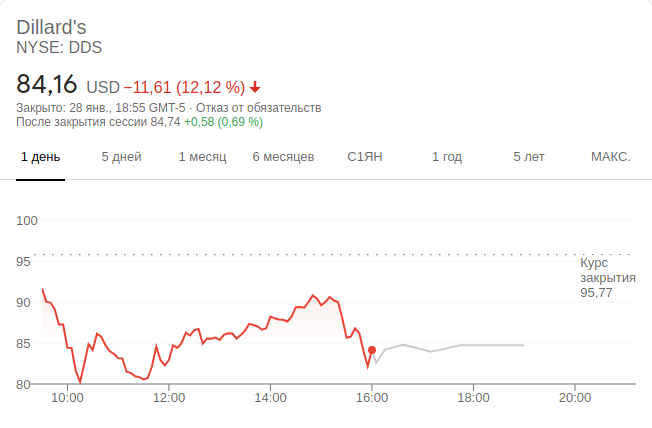 Dillard's
NYSE: DDS
84,16 USD −11,61 (12,12 %)
Закрыто: 28 янв., 18:55 GMT-5 · Отказ от обязательств
После закрытия сессии 84,74 +0,58 (0,69 %)
1 день 5 дней 1 месяц 6 месяцев С1ЯН 1 год 5 лет МАКС.
100
95
Курс
закрытия
95,77
90
85
80
10:00 12:00 14:00 16:00 18:00 20:00